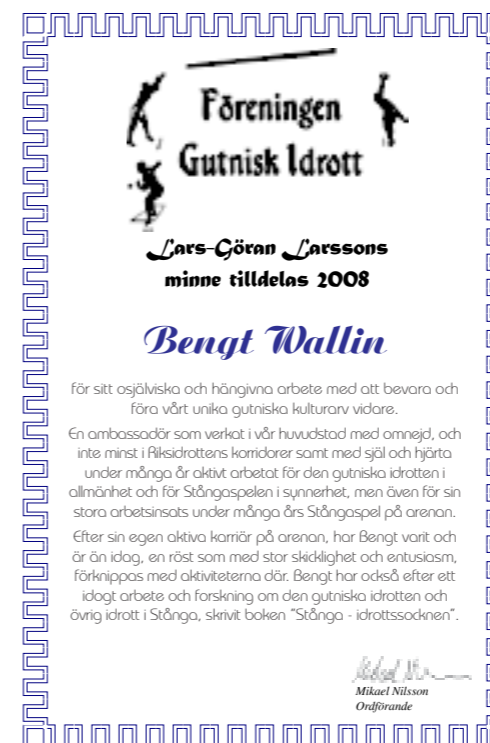 Föreningen
Gutnisk Idrott
Lars-Göran Larssons
minne tilldelas 2008
Bengt Wallin
för sitt osjälviska och hängivna arbete med att bevara och
föra vårt unika gutniska kulturarv vidare.
En ambassadör som verkat i vår huvudstad med omnejd, och
inte minst i Riksidrottens korridorer samt med själ och hjärta
under många år aktivt arbetat för den gutniska idrotten i
allmänhet och för Stångaspelen i synnerhet, men även för sin
stora arbetsinsats under många års Stångaspel på arenan.
Efter sin egen aktiva karriär på arenan, har Bengt varit och
är än idag, en röst som med stor skicklighet och entusiasm,
förknippas med aktiviteterna där. Bengt har också efter ett
idogt arbete och forskning om den gutniska idrotten och
övrig idrott i Stånga, skrivit boken "Stånga - idrottssocknen".
Mikael Nilsson
Ordförande